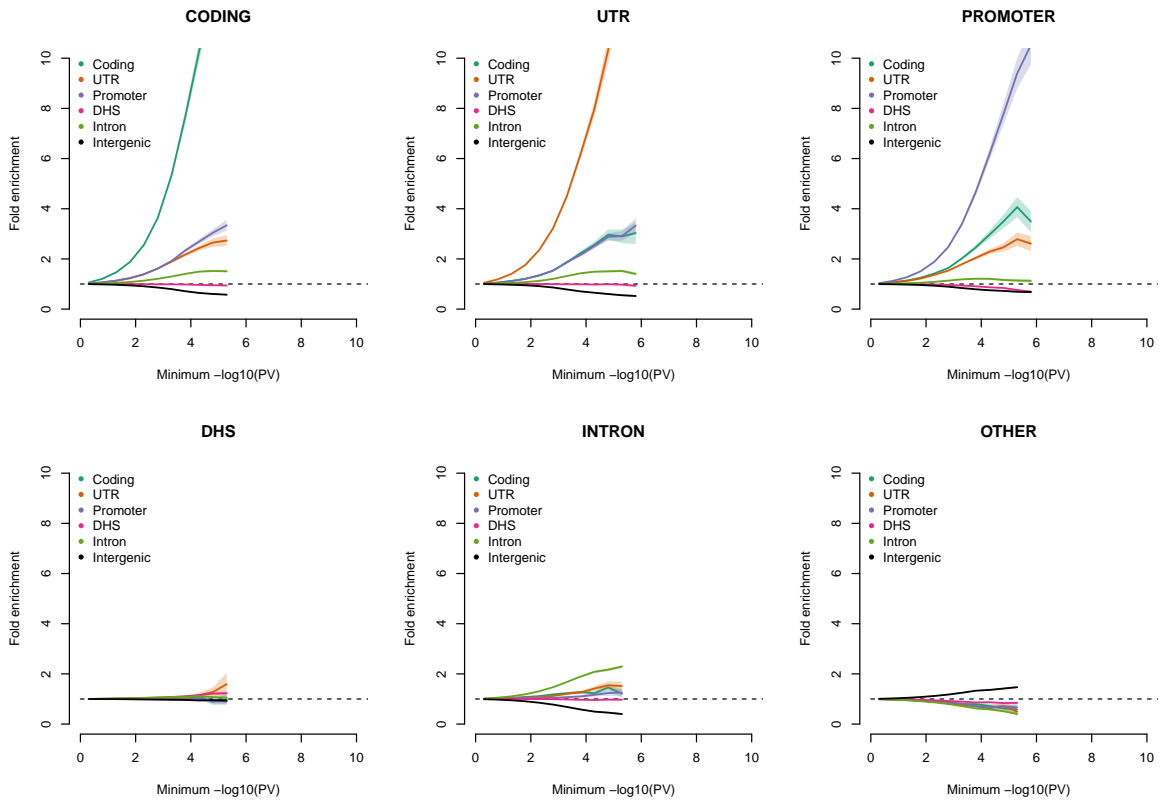 CODING
Fold enrichment
10
8
6
4
2
0
Coding
UTR
Promoter
DHS
Intron
Intergenic
0 2 4 6 8 10
Minimum −log10(PV)
UTR
Fold enrichment
10
8
6
4
2
0
Coding
UTR
Promoter
DHS
Intron
Intergenic
0 2 4 6 8 10
Minimum −log10(PV)
PROMOTER
Fold enrichment
10
8
6
4
2
0
Coding
UTR
Promoter
DHS
Intron
Intergenic
0 2 4 6 8 10
Minimum −log10(PV)
DHS
Fold enrichment
10
8
6
4
2
0
Coding
UTR
Promoter
DHS
Intron
Intergenic
0 2 4 6 8 10
Minimum −log10(PV)
INTRON
Fold enrichment
10
8
6
4
2
0
Coding
UTR
Promoter
DHS
Intron
Intergenic
0 2 4 6 8 10
Minimum −log10(PV)
OTHER
Fold enrichment
10
8
6
4
2
0
Coding
UTR
Promoter
DHS
Intron
Intergenic
0 2 4 6 8 10
Minimum −log10(PV)